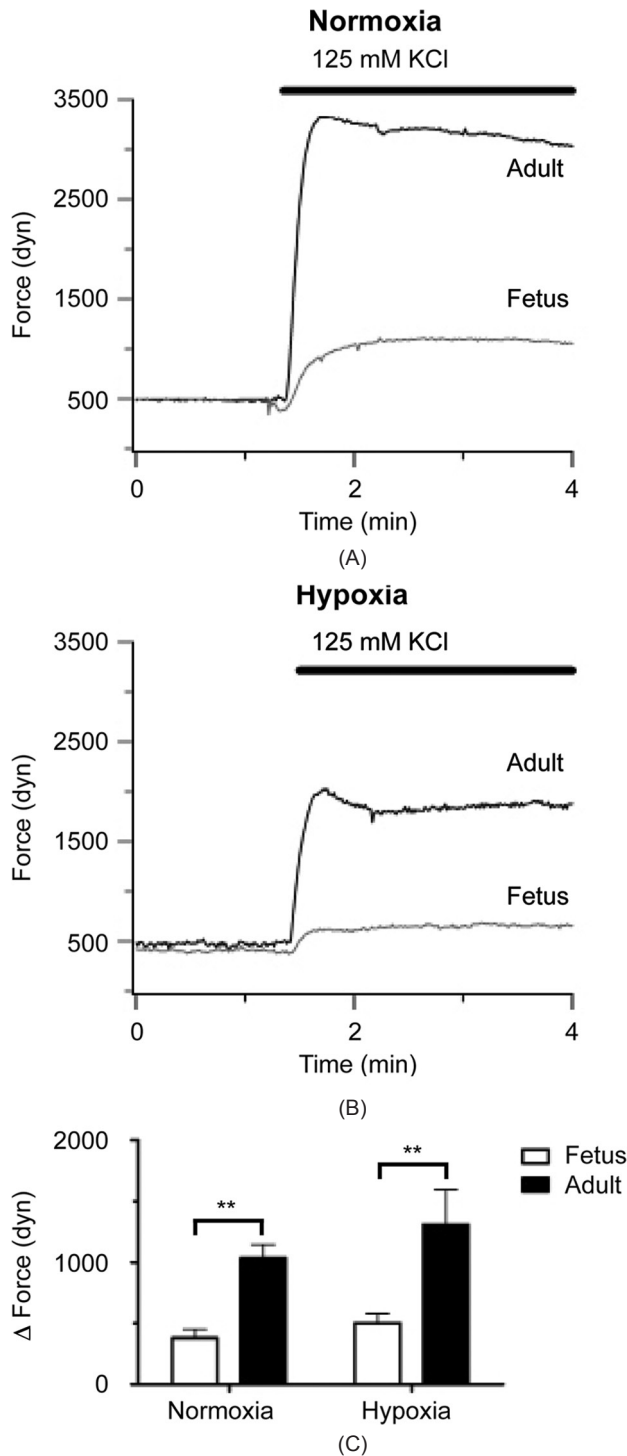 Normoxia
125 mM KCl
3500
2500
1500
500
Force (dyn)
Adult
Fetus
0 2 4
Time (min)
(A)
Hypoxia
125 mM KCl
3500
2500
1500
500
Force (dyn)
Adult
Fetus
0 2 4
Time (min)
(B)
2000
1000
0
Δ Force (dyn)
** **
Fetus
Adult
Normoxia Hypoxia
(C)